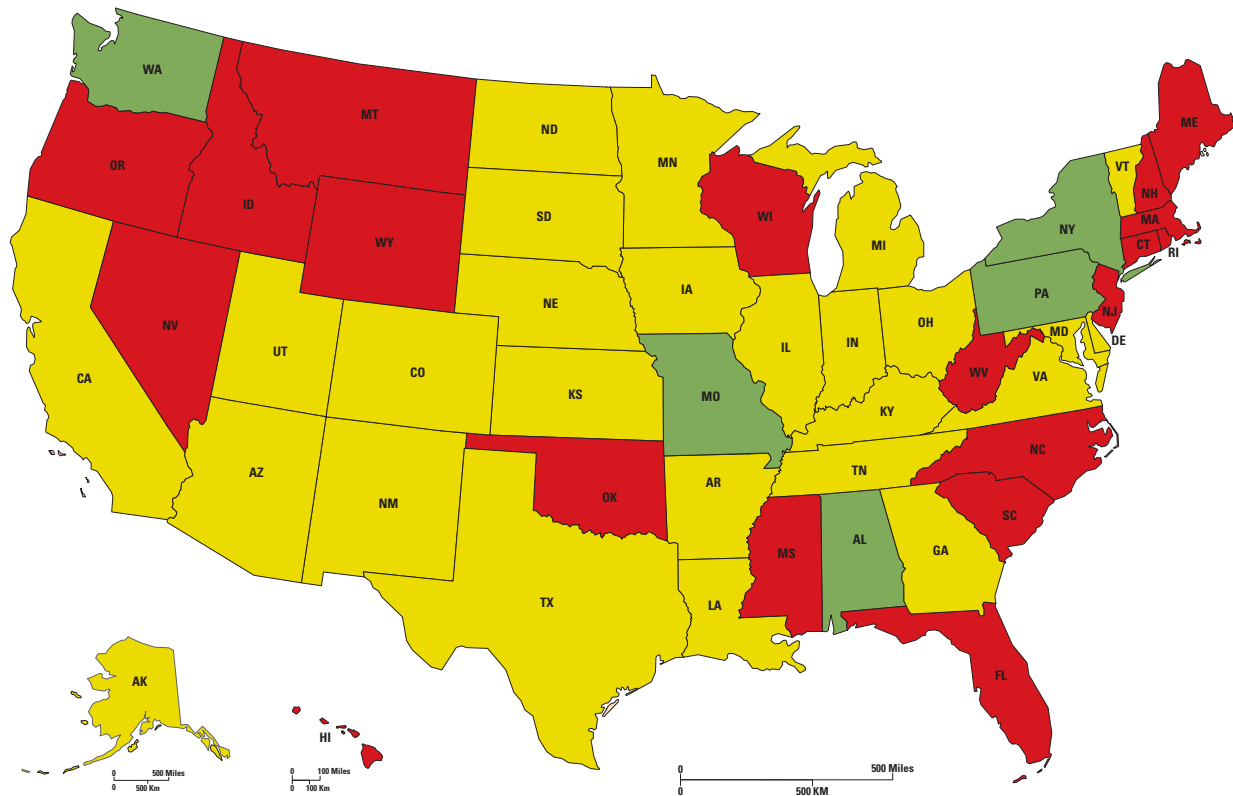 WA
MT
ND
MN
ME
OR
ID
WY
SD
WI
MI
VT
NH
NY
MA
CT
RI
NV
UT
CO
NE
IA
IL
IN
OH
PA
NJ
MD
DE
CA
KS
MO
KY
WV
VA
AZ
NM
OK
AR
TN
NC
SC
TX
LA
MS
AL
GA
FL
AK
HI
0 500 Miles
0 500 Km
0 100 Miles
0 100 Km
0 500 Miles
0 500 KM